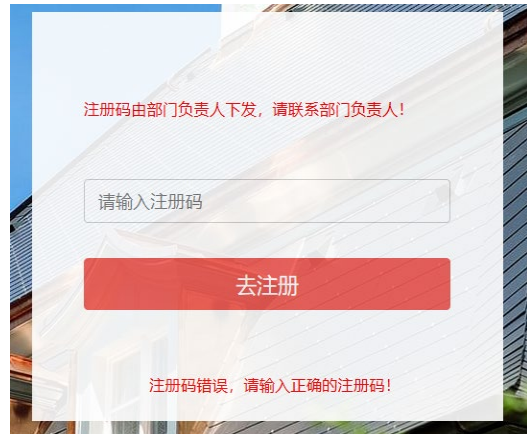 注册码由部门负责人下发，请联系部门负责人！
请输入注册码
去注册
注册码错误，请输入正确的注册码！